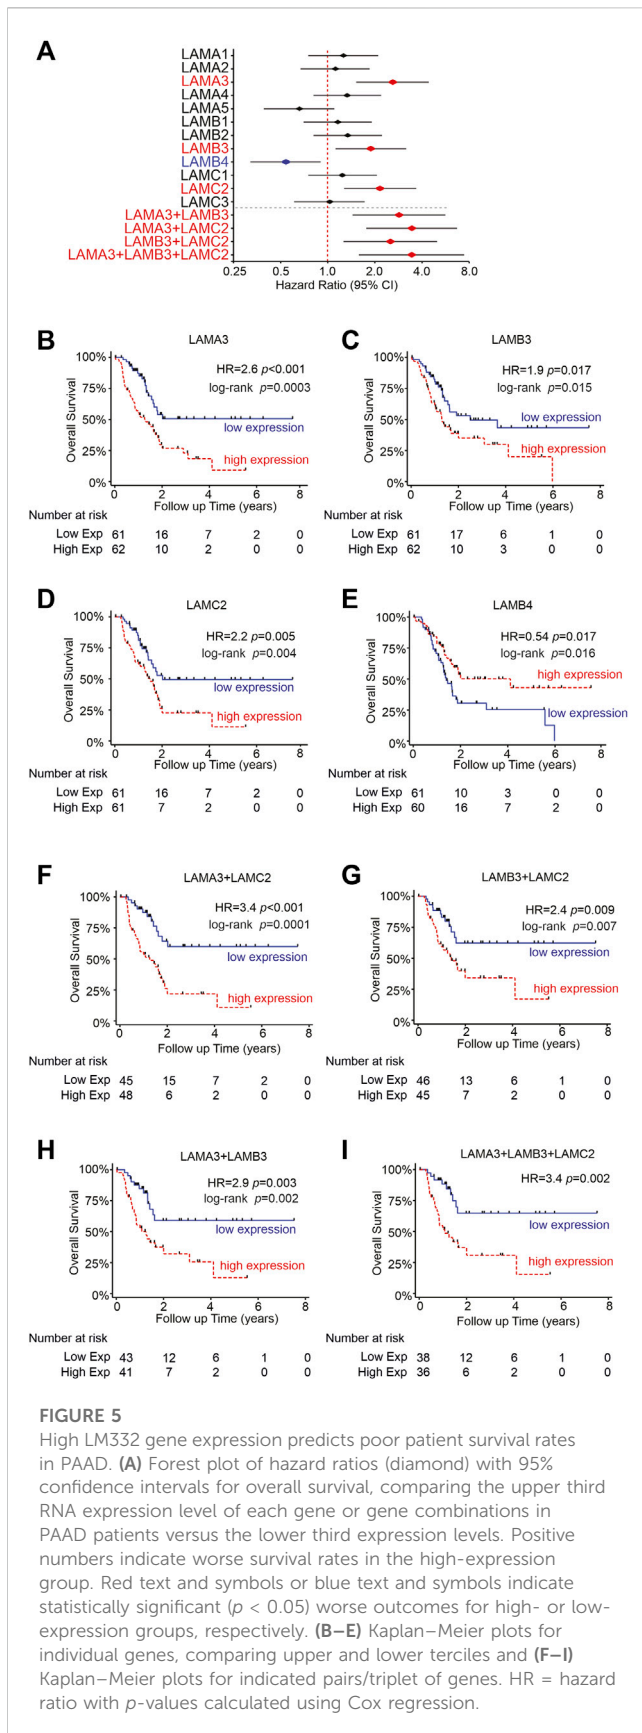 A
LAMA1
LAMA2
LAMA3
LAMA4
LAMA5
LAMB1
LAMB2
LAMB3
LAMB4
LAMC1
LAMC2
LAMC3
LAMA3+LAMB3
LAMA3+LAMC2
LAMB3+LAMC2
LAMA3+LAMB3+LAMC2
0.25 0.5 1.0 2.0 4.0 8.0
Hazard Ratio (95% CI)
B
LAMA3
100%
75%
50%
25%
0%
Overall Survival
HR=2.6 p<0.001
log-rank p=0.0003
low expression
high expression
0 2 4 6 8
Follow up Time (years)
Number at risk
Low Exp 61 16 7 2 0
High Exp 62 10 2 0 0
C
LAMB3
100%
75%
50%
25%
0%
Overall Survival
HR=1.9 p=0.017
log-rank p=0.015
low expression
high expression
0 2 4 6 8
Follow up Time (years)
Number at risk
Low Exp 61 17 6 1 0
High Exp 62 10 3 0 0
D
LAMC2
100%
75%
50%
25%
0%
Overall Survival
HR=2.2 p=0.005
log-rank p=0.004
low expression
high expression
0 2 4 6 8
Follow up Time (years)
Number at risk
Low Exp 61 16 7 2 0
High Exp 61 7 2 0 0
E
LAMB4
100%
75%
50%
25%
0%
Overall Survival
HR=0.54 p=0.017
log-rank p=0.016
high expression
low expression
0 2 4 6 8
Follow up Time (years)
Number at risk
Low Exp 61 10 3 0 0
High Exp 60 16 7 2 0
F
LAMA3+LAMC2
100%
75%
50%
25%
0%
Overall Survival
HR=3.4 p<0.001
log-rank p=0.0001
low expression
high expression
0 2 4 6 8
Follow up Time (years)
Number at risk
Low Exp 45 15 7 2 0
High Exp 48 6 2 0 0
G
LAMB3+LAMC2
100%
75%
50%
25%
0%
Overall Survival
HR=2.4 p=0.009
log-rank p=0.007
low expression
high expression
0 2 4 6 8
Follow up Time (years)
Number at risk
Low Exp 46 13 6 1 0
High Exp 45 7 2 0 0
H
LAMA3+LAMB3
100%
75%
50%
25%
0%
Overall Survival
HR=2.9 p=0.003
log-rank p=0.002
low expression
high expression
0 2 4 6 8
Follow up Time (years)
Number at risk
Low Exp 43 12 6 1 0
High Exp 41 7 2 0 0
I
LAMA3+LAMB3+LAMC2
100%
75%
50%
25%
0%
Overall Survival
HR=3.4 p=0.002
low expression
high expression
0 2 4 6 8
Follow up Time (years)
Number at risk
Low Exp 38 12 6 1 0
High Exp 36 6 2 0 0
FIGURE 5
High LM332 gene expression predicts poor patient survival rates
in PAAD. (A) Forest plot of hazard ratios (diamond) with 95%
confidence intervals for overall survival, comparing the upper third
RNA expression level of each gene or gene combinations in
PAAD patients versus the lower third expression levels. Positive
numbers indicate worse survival rates in the high-expression
group. Red text and symbols or blue text and symbols indicate
statistically significant (p < 0.05) worse outcomes for high- or low-
expression groups, respectively. (B–E) Kaplan–Meier plots for
individual genes, comparing upper and lower terciles and (F–I)
Kaplan–Meier plots for indicated pairs/triplet of genes. HR = hazard
ratio with p-values calculated using Cox regression.